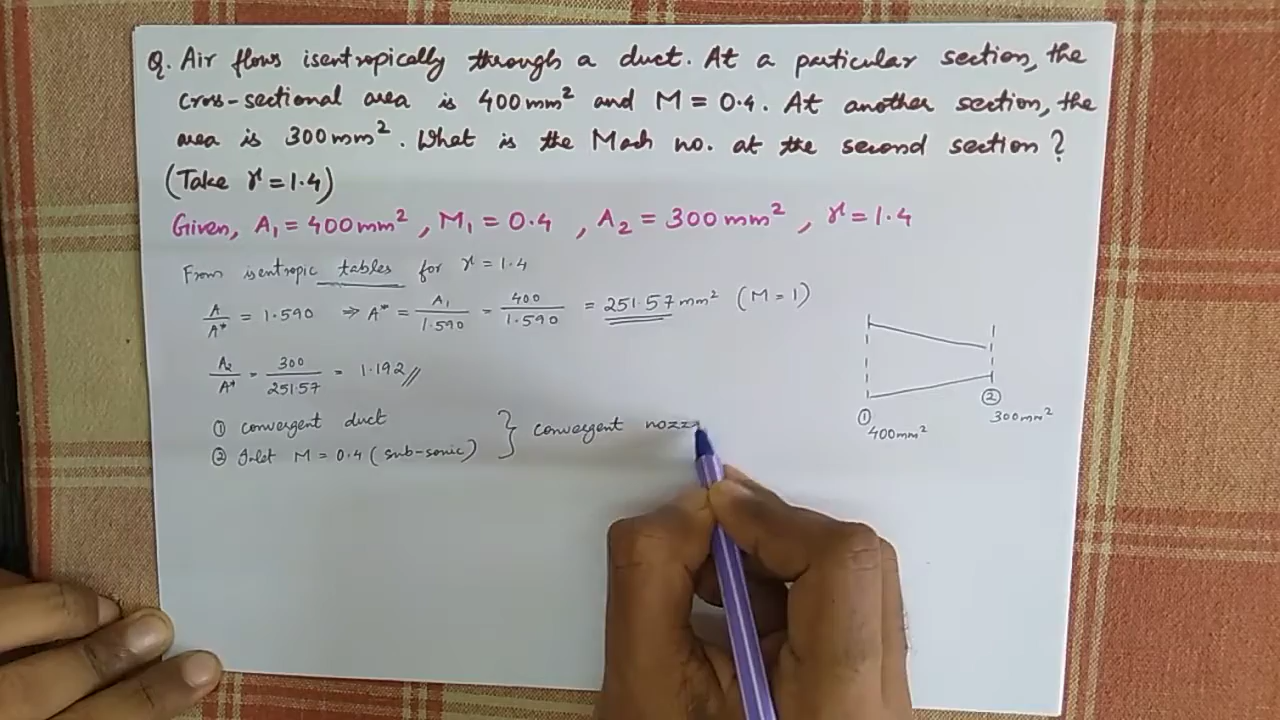 Q. Air flows isentropically through a duct. At a particular section, the
cross-sectional area is 400 mm² and M = 0.4. At another section, the
area is 300 mm². What is the Mach no. at the second section?
(Take γ = 1.4)
Given, A₁ = 400 mm², M₁ = 0.4, A₂ = 300 mm², γ = 1.4
From isentropic tables for γ = 1.4
A/A* = 1.590 ⇒ A* = A₁/1.590 = 400/1.590 = 251.57 mm² (M = 1)
A₂/A* = 300/251.57 = 1.192 //
① convergent duct
② Inlet M = 0.4 (sub-sonic) } convergent nozz
① ②
400 mm² 300 mm²